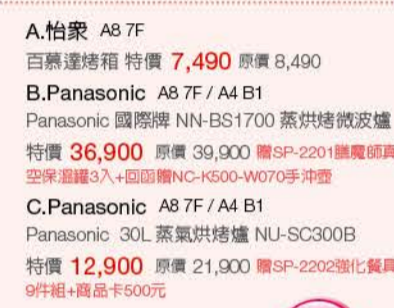 A.怡眾 A8 7F
百慕達烤箱 特價 7,490 原價 8,490
B.Panasonic A8 7F / A4 B1
Panasonic 國際牌 NN-BS1700 蒸烘烤微波爐
特價 36,900 原價 39,900 贈SP-2201膳魔師真
空保溫罐3入+回函贈NC-K500-W070手沖壺
C.Panasonic A8 7F / A4 B1
Panasonic 30L 蒸氣烘烤爐 NU-SC300B
特價 12,900 原價 21,900 贈SP-2202強化餐具
9件組+商品卡500元